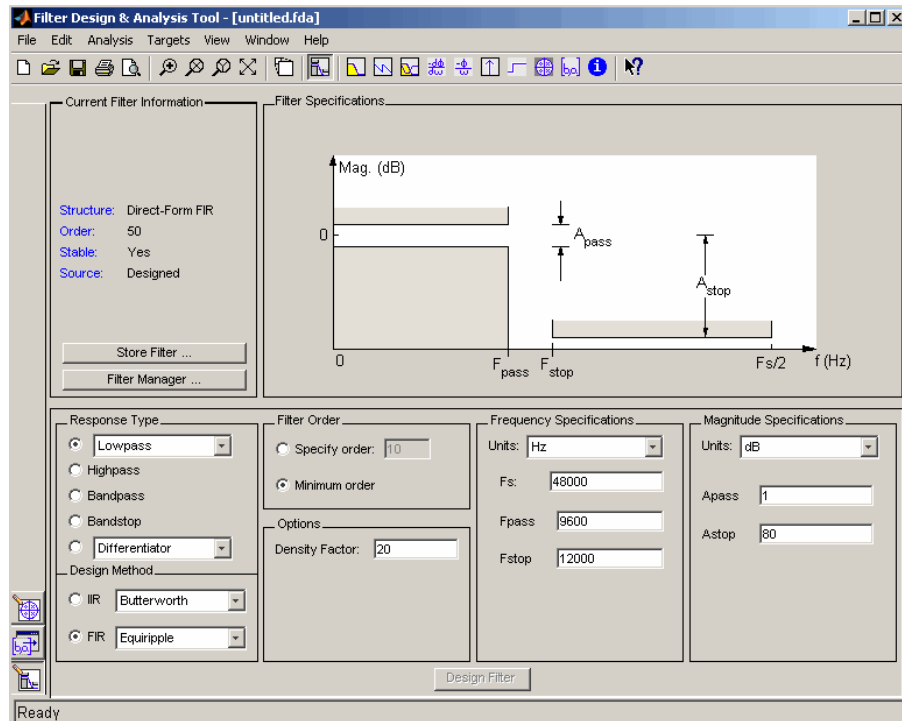 Filter Design & Analysis Tool - [untitled.fda]
File Edit Analysis Targets View Window Help
Current Filter Information
Structure: Direct-Form FIR
Order: 50
Stable: Yes
Source: Designed
Store Filter ...
Filter Manager ...
Filter Specifications
Mag. (dB)
0
Apass
Astop
0 Fpass Fstop Fs/2 f (Hz)
Response Type
Lowpass
Highpass
Bandpass
Bandstop
Differentiator
Design Method
IIR Butterworth
FIR Equiripple
Filter Order
Specify order: 10
Minimum order
Options
Density Factor: 20
Frequency Specifications
Units: Hz
Fs: 48000
Fpass 9600
Fstop 12000
Magnitude Specifications
Units: dB
Apass 1
Astop 80
Design Filter
Ready